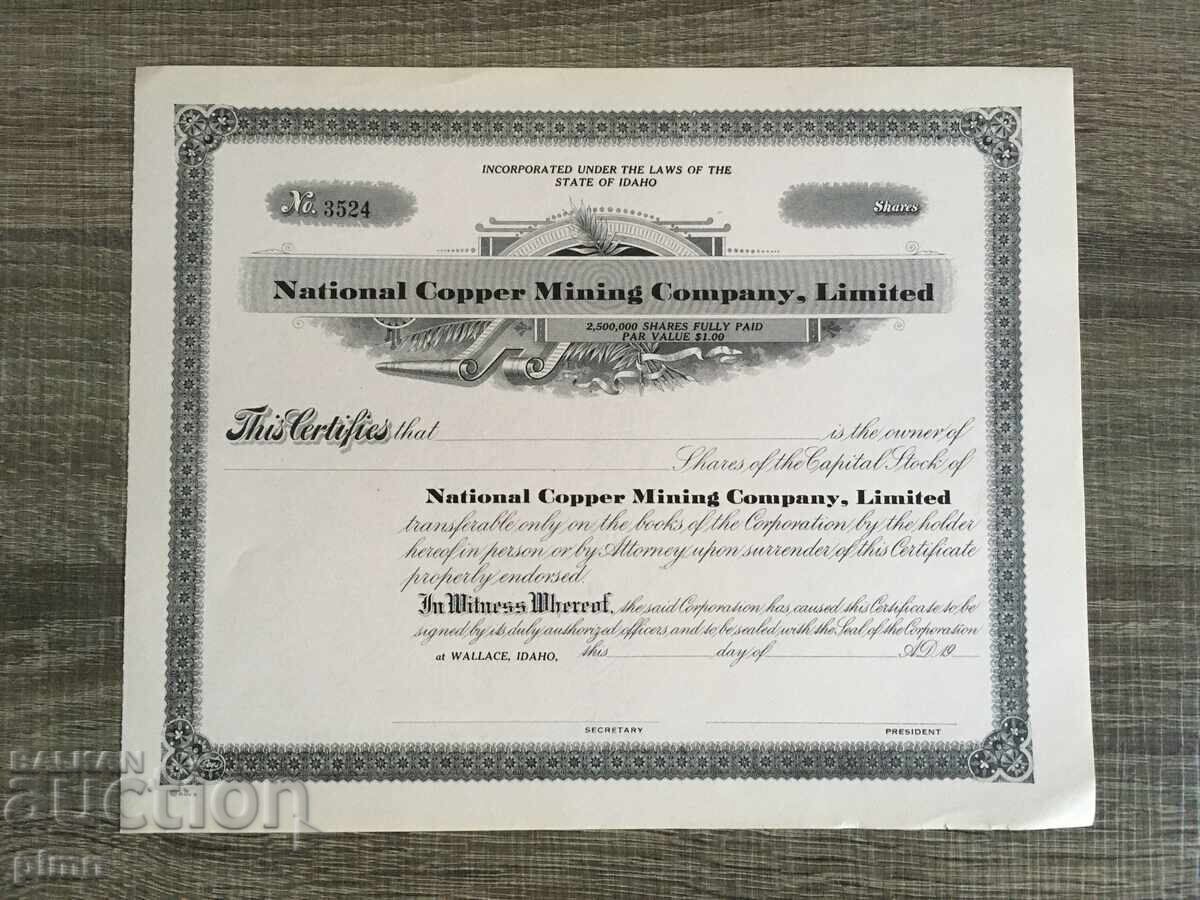 INCORPORATED UNDER THE LAWS OF THE
STATE OF IDAHO
No. 3524
Shares
National Copper Mining Company, Limited
2,500,000 SHARES FULLY PAID
PAR VALUE $1.00
This Certifies that is the owner of
Shares of the Capital Stock of
National Copper Mining Company, Limited
transferable only on the books of the Corporation by the holder
hereof in person or by Attorney upon surrender of this Certificate
properly endorsed.
In Witness Whereof, the said Corporation has caused this Certificate to be
signed by its duly authorized officers, and to be sealed with the Seal of the Corporation
at WALLACE, IDAHO, this day of A.D. 19
SECRETARY
PRESIDENT
BALKAN
auction
plmn